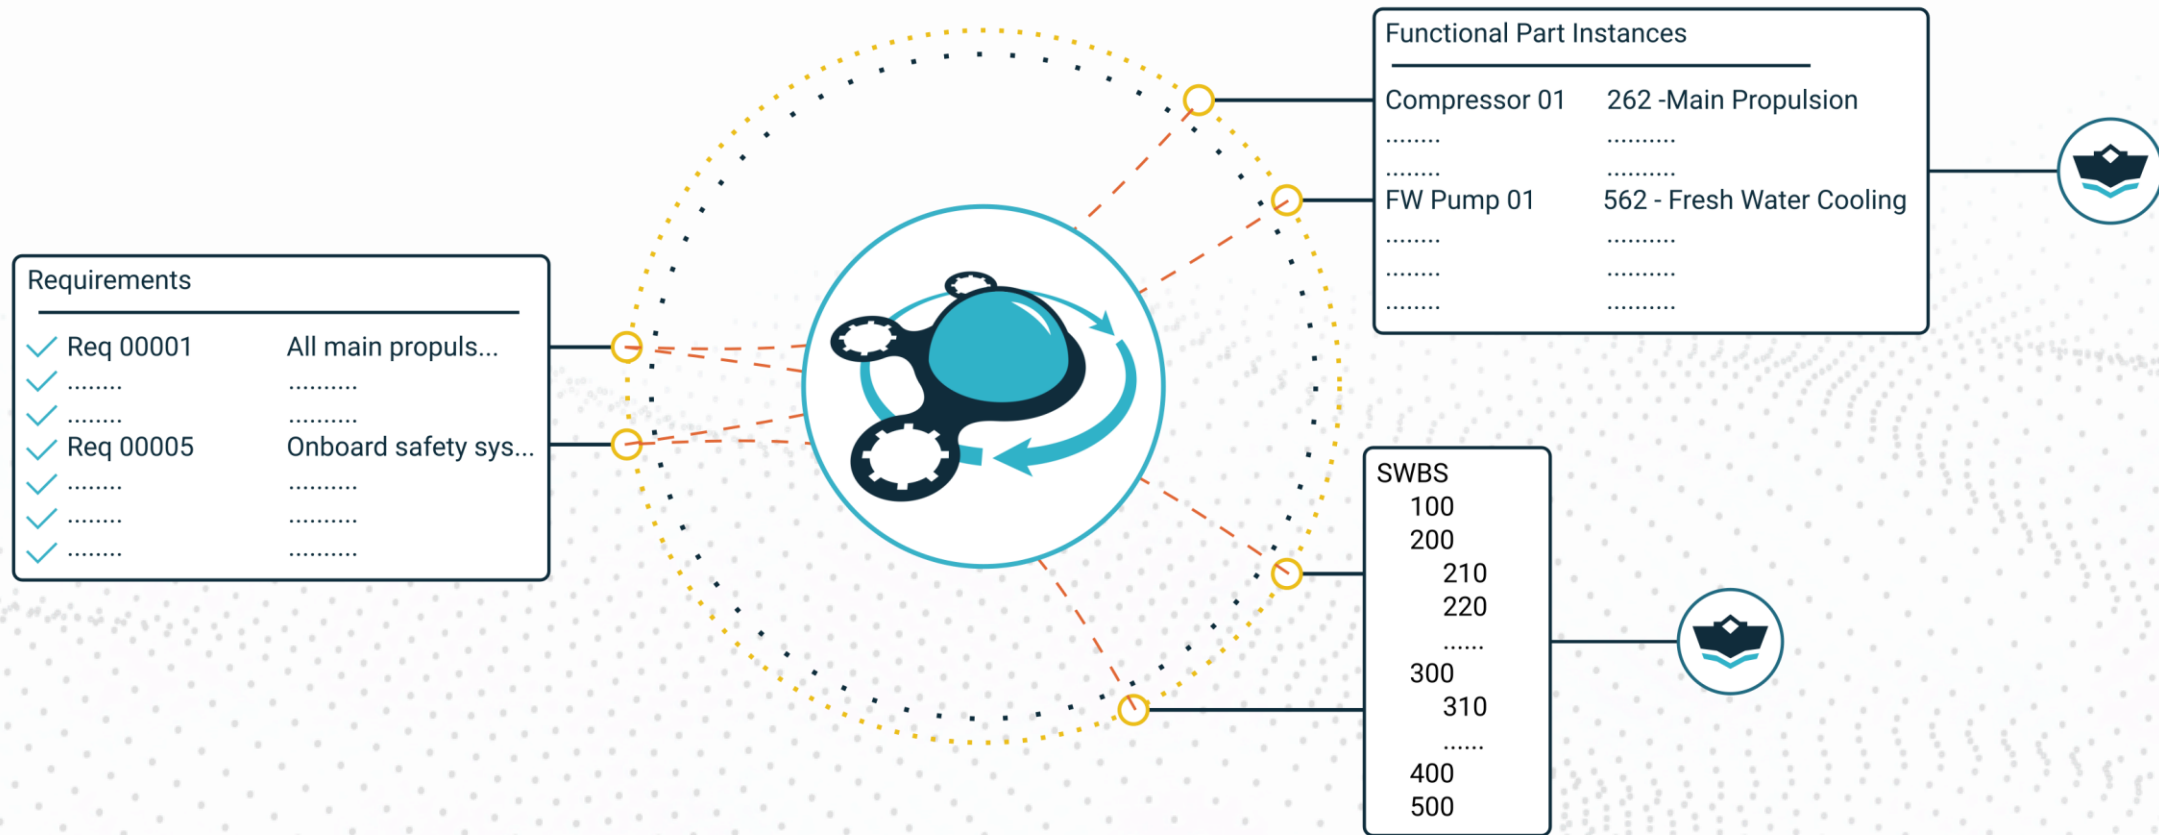 Requirements
Req 00001 All main propuls...
........ ..........
........ ..........
Req 00005 Onboard safety sys...
........ ..........
........ ..........
........ ..........
Functional Part Instances
Compressor 01 262 -Main Propulsion
........ ..........
........ ..........
FW Pump 01 562 - Fresh Water Cooling
........ ..........
........ ..........
........ ..........
SWBS
100
200
210
220
......
300
310
......
400
500